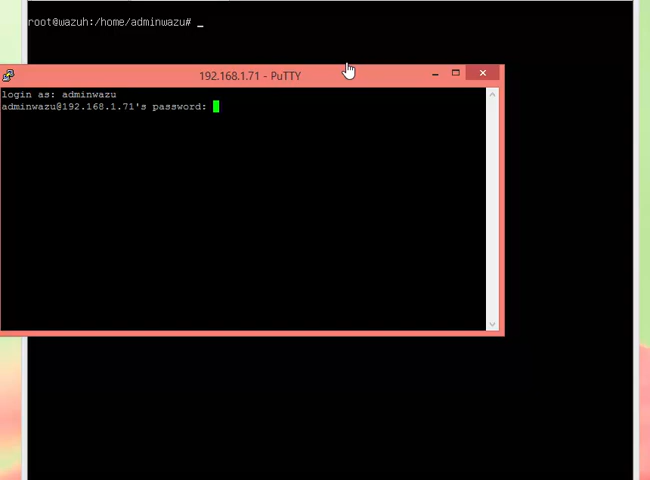 root@wazuh:/home/adminwazu# _
192.168.1.71 - PuTTY
login as: adminwazu
adminwazu@192.168.1.71's password: